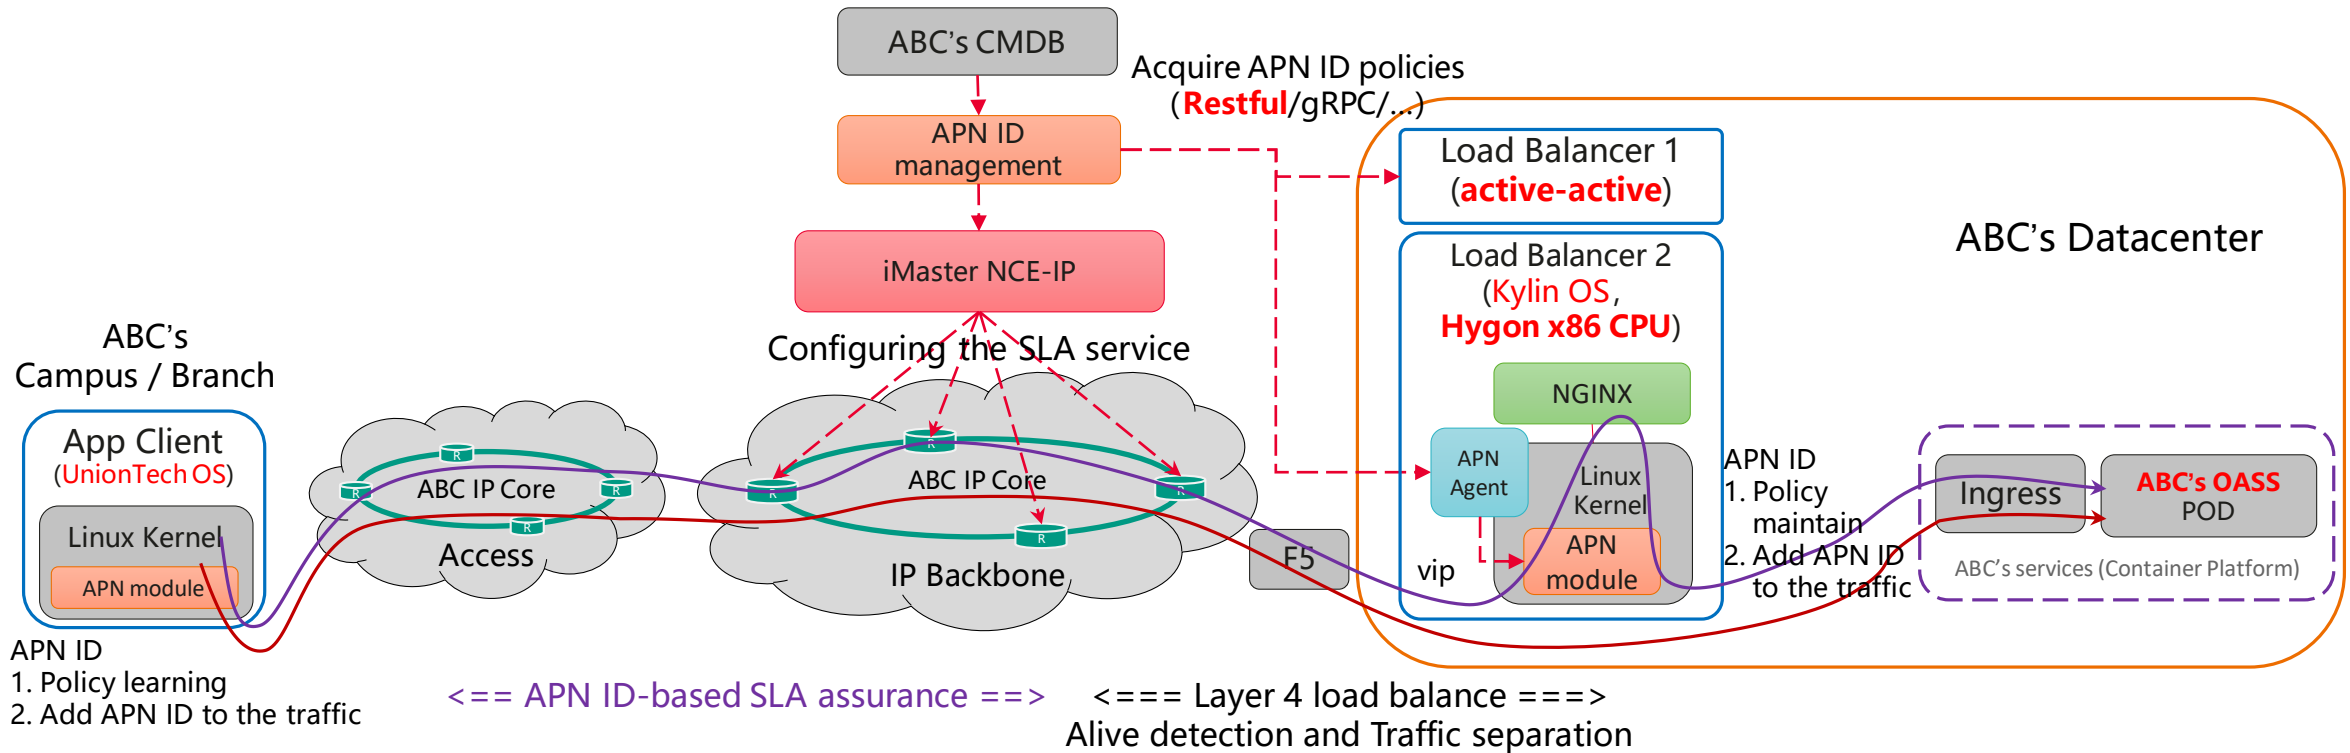 ABC's CMDB
Acquire APN ID policies
(Restful/gRPC/...)
APN ID
management
Load Balancer 1
(active-active)
ABC's Datacenter
iMaster NCE-IP
Load Balancer 2
(Kylin OS,
Hygon x86 CPU)
Configuring the SLA service
ABC's
Campus / Branch
NGINX
App Client
(UnionTech OS)
Linux Kernel
APN module
R
R
R
R
ABC IP Core
Access
R
R
R
R
ABC IP Core
IP Backbone
F5
vip
APN
Agent
Linux
Kernel
APN
module
APN ID
1. Policy
maintain
2. Add APN ID
to the traffic
Ingress
ABC's OASS
POD
ABC's services (Container Platform)
APN ID
1. Policy learning
2. Add APN ID to the traffic
<== APN ID-based SLA assurance ==>
<=== Layer 4 load balance ===>
Alive detection and Traffic separation